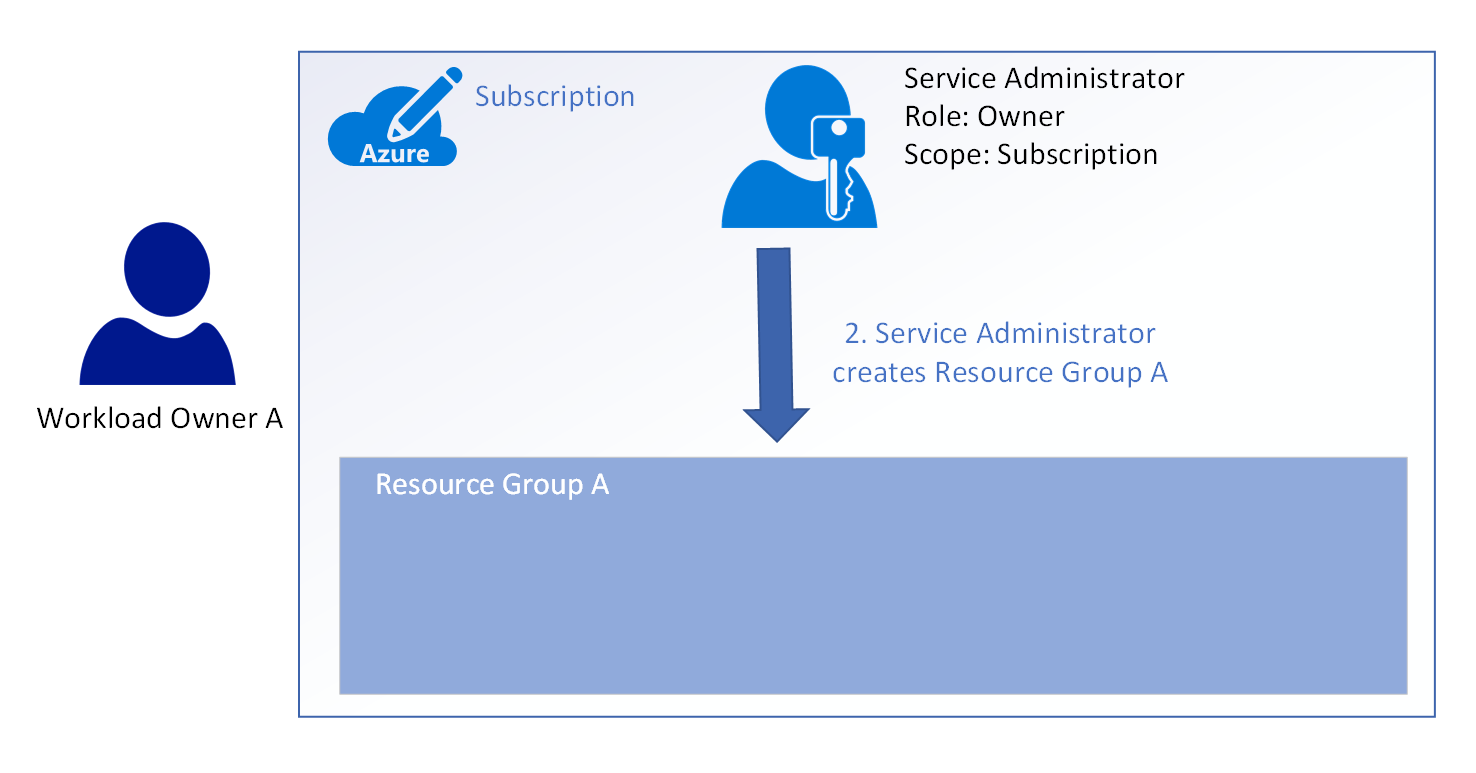 Azure
Subscription
Service Administrator
Role: Owner
Scope: Subscription
Workload Owner A
2. Service Administrator
creates Resource Group A
Resource Group A